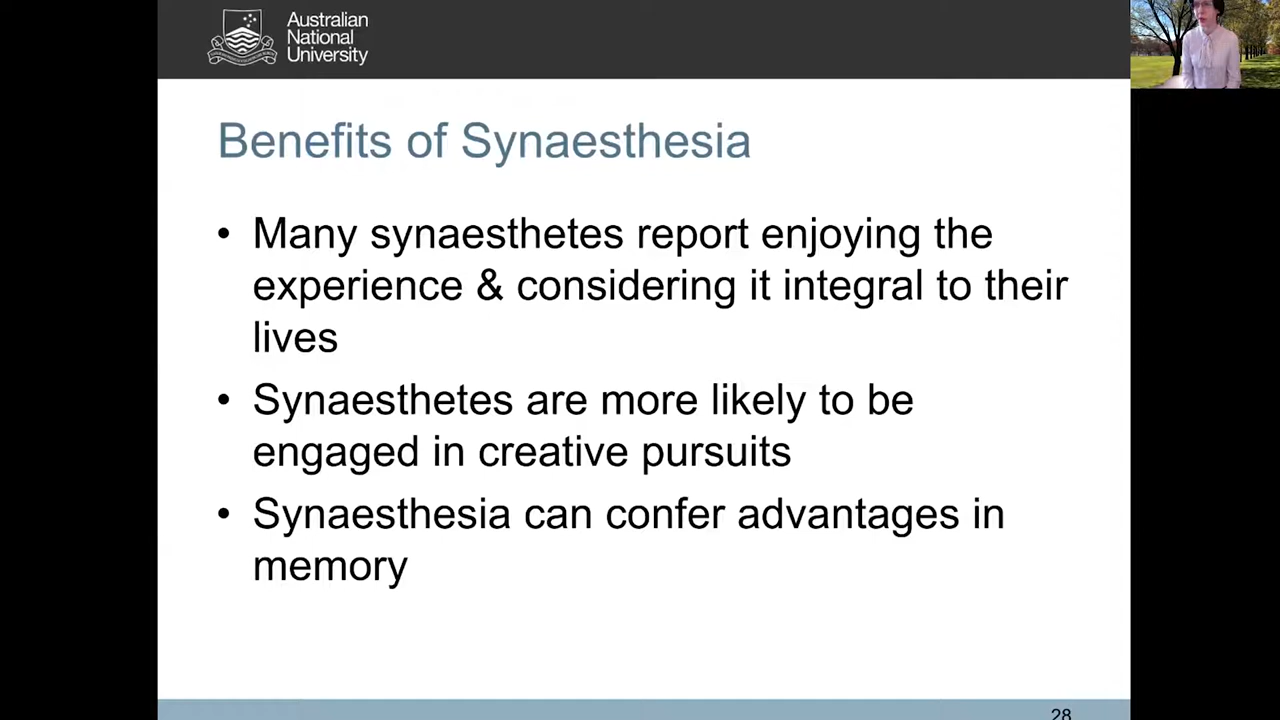 Australian
National
University
Benefits of Synaesthesia
• Many synaesthetes report enjoying the
experience & considering it integral to their
lives
• Synaesthetes are more likely to be
engaged in creative pursuits
• Synaesthesia can confer advantages in
memory
28